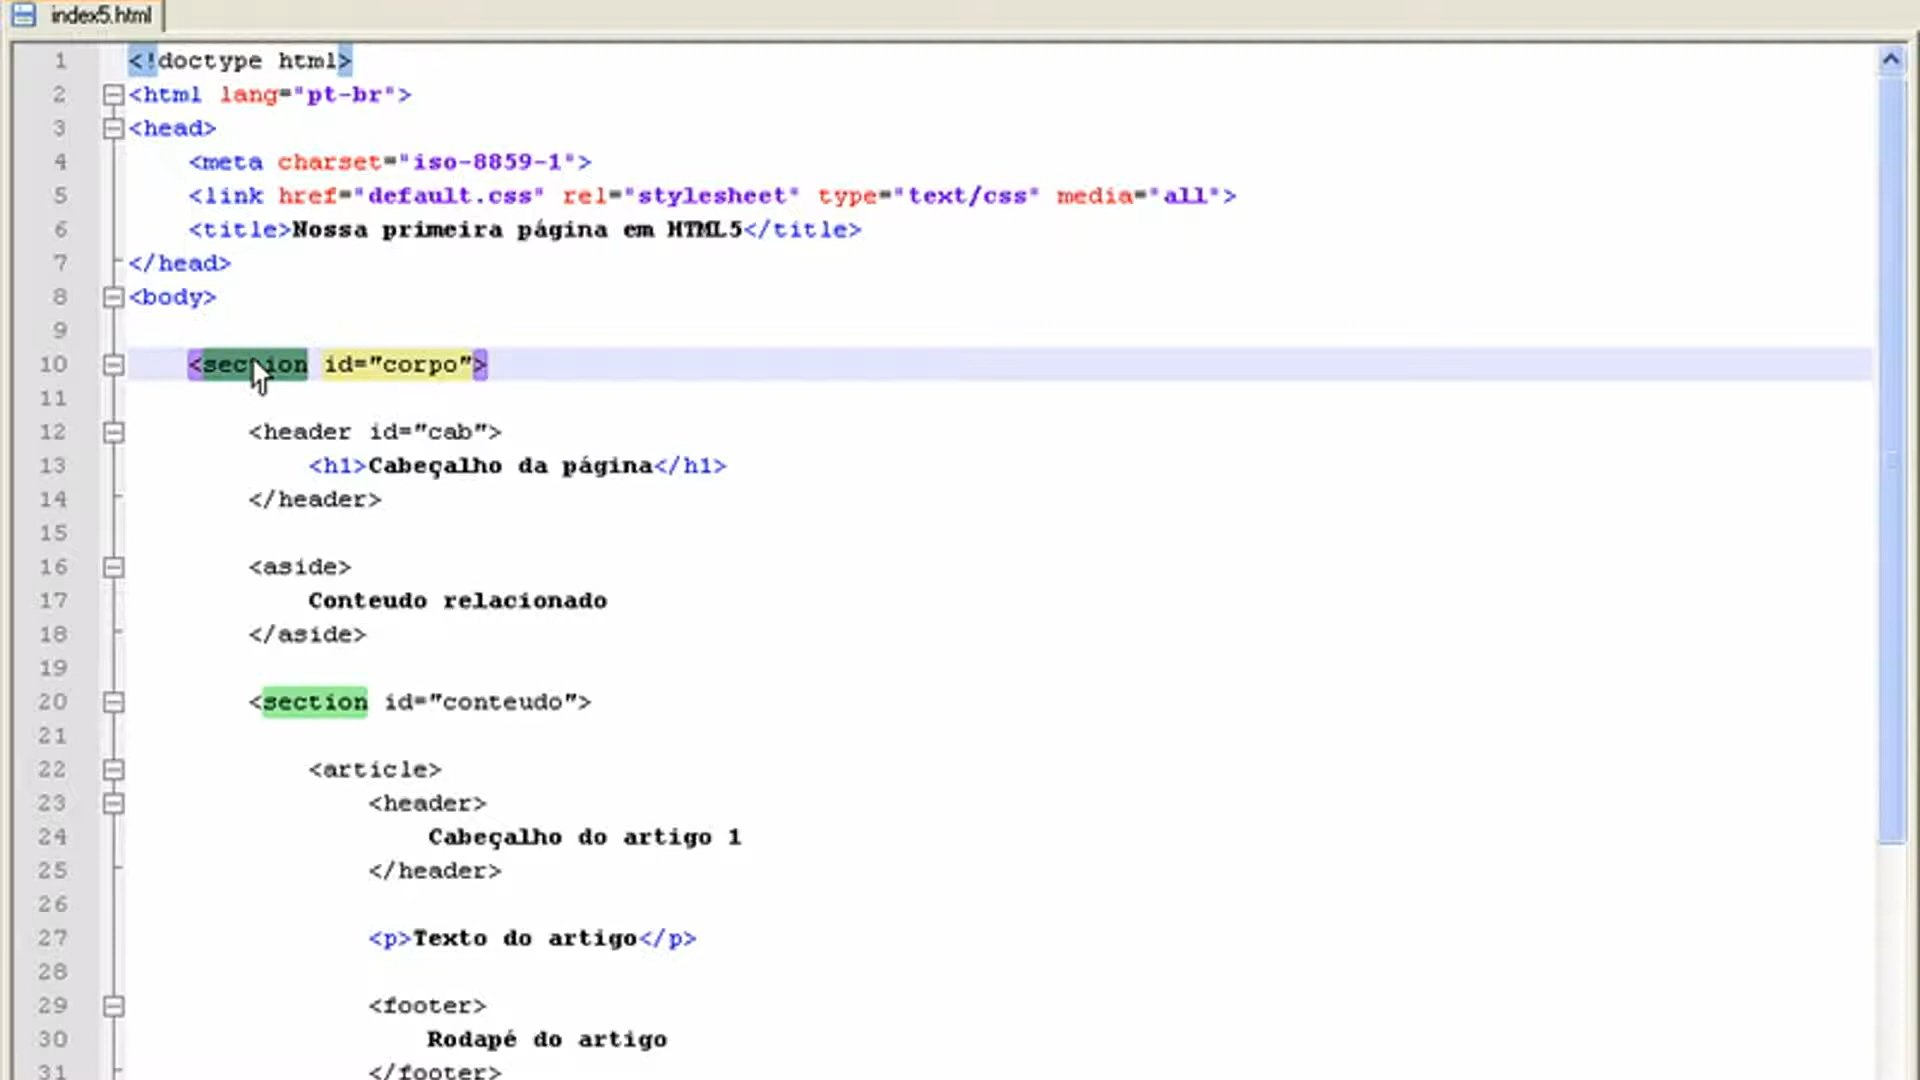 index5.html
1 <!doctype html>
2 <html lang="pt-br">
3 <head>
4 <meta charset="iso-8859-1">
5 <link href="default.css" rel="stylesheet" type="text/css" media="all">
6 <title>Nossa primeira página em HTML5</title>
7 </head>
8 <body>
9
10 <section id="corpo">
11
12 <header id="cab">
13 <h1>Cabeçalho da página</h1>
14 </header>
15
16 <aside>
17 Conteudo relacionado
18 </aside>
19
20 <section id="conteudo">
21
22 <article>
23 <header>
24 Cabeçalho do artigo 1
25 </header>
26
27 <p>Texto do artigo</p>
28
29 <footer>
30 Rodapé do artigo
31 </footer>